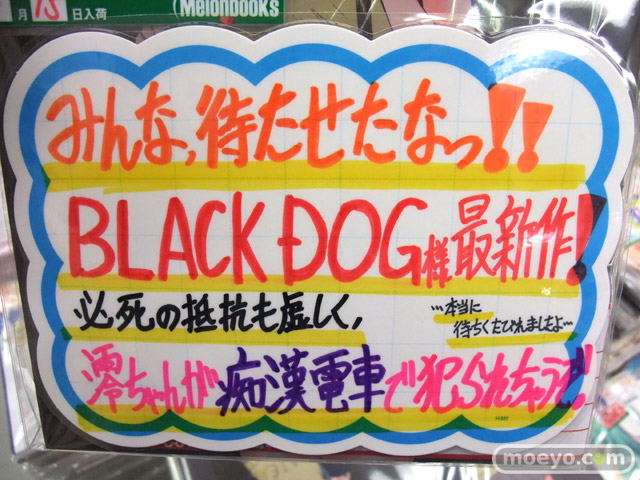 月15日入荷
Melonbooks
みんな,待たせたなっ!!
BLACK DOG様最新作!
必死の抵抗も虚しく,
…本当に
待ちくたびれましたよ…
澪ちゃんが痴漢電車で犯られちゃうぞ!
moeyo.com